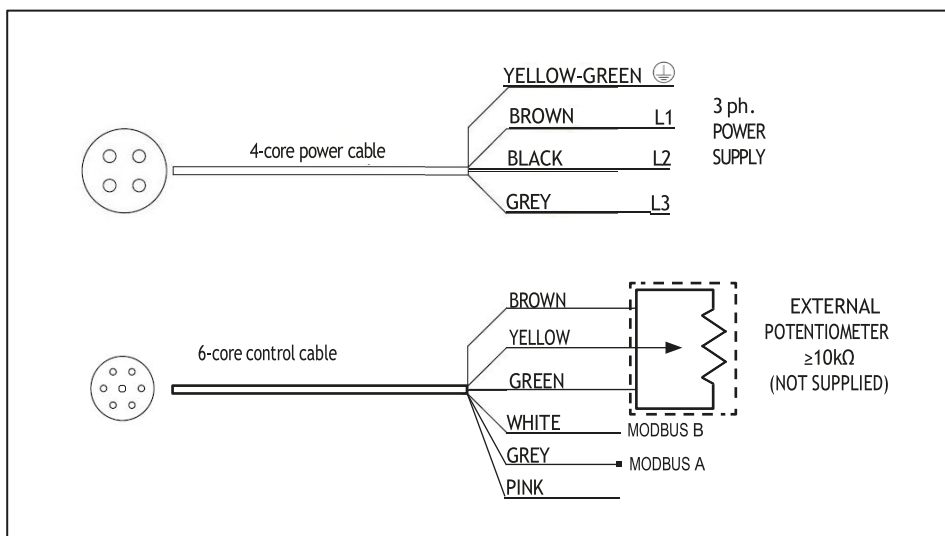 YELLOW-GREEN
BROWN L1
4-core power cable
BLACK L2
GREY L3
3 ph.
POWER
SUPPLY
BROWN
YELLOW
6-core control cable
GREEN
WHITE MODBUS B
GREY MODBUS A
PINK
EXTERNAL
POTENTIOMETER
≥10kΩ
(NOT SUPPLIED)